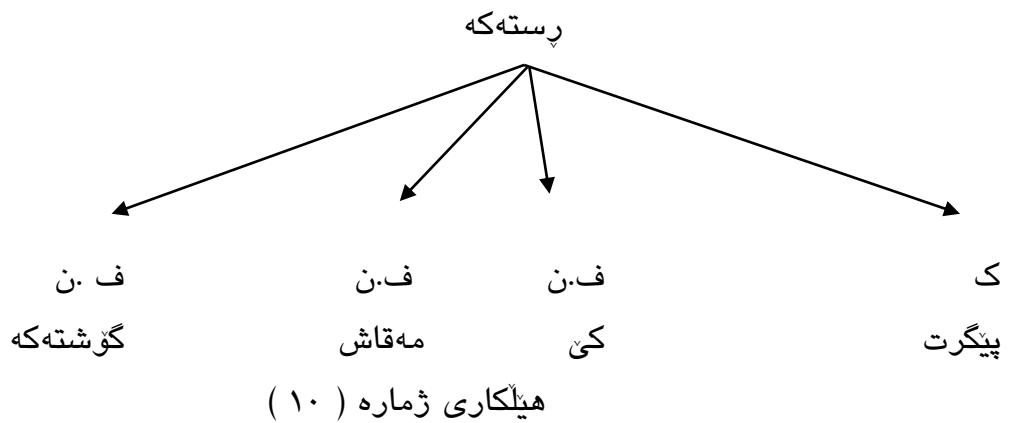 ڕستەکە
ک ف.ن ف.ن ف .ن
پێگرت کێ مەقاش گۆشتەکە
هێڵکاری ژمارە ( ١٠ )